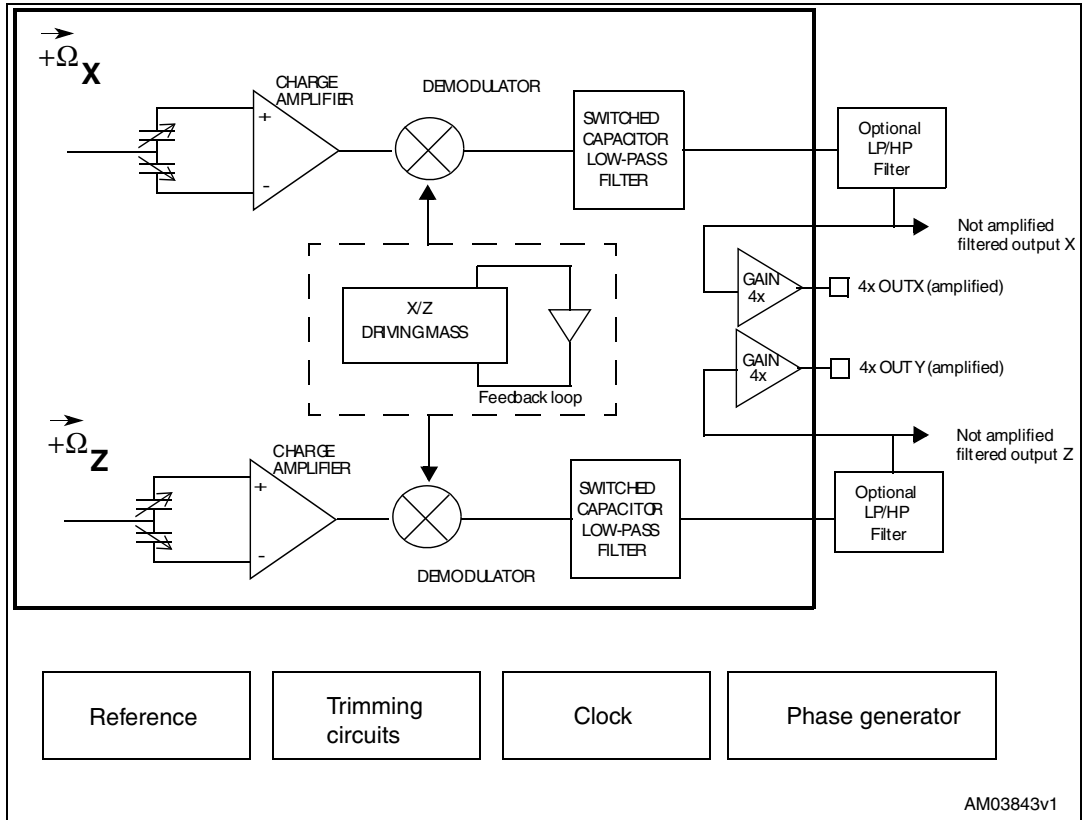 +Ω X
CHARGE
AMPLIFIER
DEMODULATOR
+
-
SWITCHED
CAPACITOR
LOW-PASS
FILTER
Optional
LP/HP
Filter
Not amplified
filtered output X
GAIN
4x
4x OUTX (amplified)
X/Z
DRIVING MASS
Feedback loop
GAIN
4x
4x OUTY (amplified)
+Ω Z
CHARGE
AMPLIFIER
+
-
DEMODULATOR
SWITCHED
CAPACITOR
LOW-PASS
FILTER
Not amplified
filtered output Z
Optional
LP/HP
Filter
Reference
Trimming
circuits
Clock
Phase generator
AM03843v1